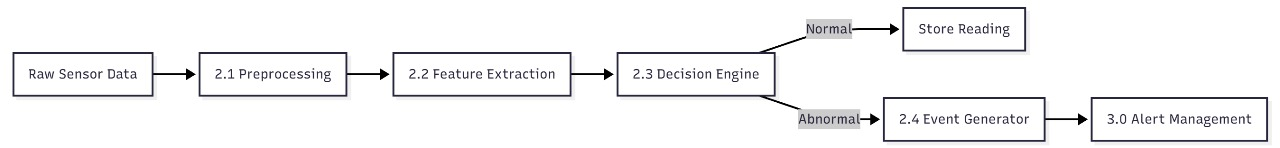 Raw Sensor Data
2.1 Preprocessing
2.2 Feature Extraction
2.3 Decision Engine
Normal
Store Reading
Abnormal
2.4 Event Generator
3.0 Alert Management